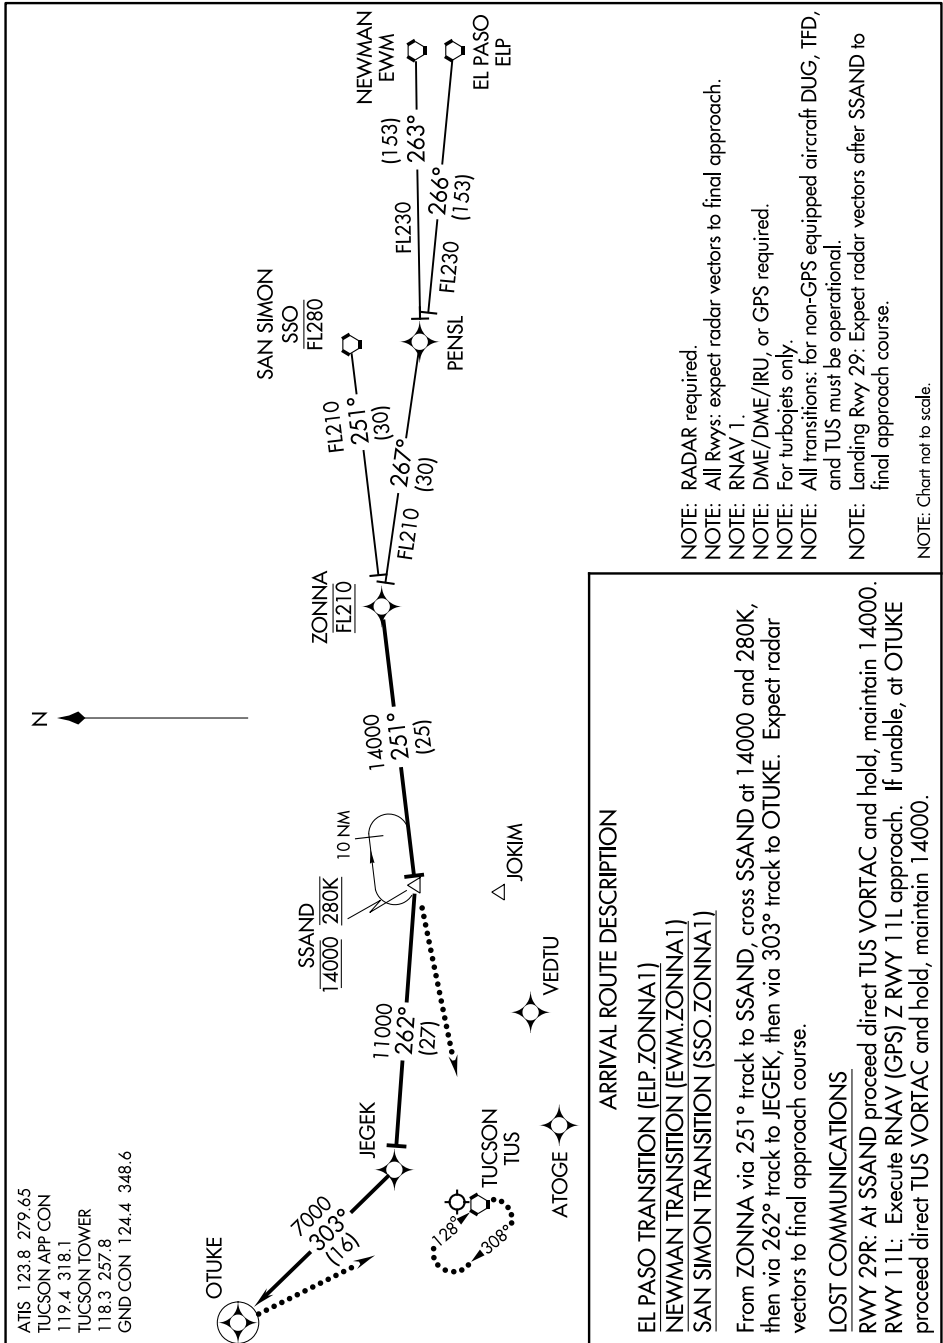 ATIS 123.8 279.65
TUCSON APP CON
119.4 318.1
TUCSON TOWER
118.3 257.8
GND CON 124.4 348.6
N
OTUKE
7000
303°
(16)
JEGEK
11000
262°
(27)
SSAND
14000 280K
10 NM
14000
251°
(25)
ZONNA
FL210
SAN SIMON
SSO
FL280
FL210
251°
(30)
FL210
267°
(30)
PENSL
NEWMAN
EWM
(153)
263°
FL230
EL PASO
ELP
266°
(153)
FL230
128°
308°
TUCSON
TUS
ATOGE
VEDTU
JOKIM
ARRIVAL ROUTE DESCRIPTION
EL PASO TRANSITION (ELP.ZONNA1)
NEWMAN TRANSITION (EWM.ZONNA1)
SAN SIMON TRANSITION (SSO.ZONNA1)
From ZONNA via 251° track to SSAND, cross SSAND at 14000 and 280K,
then via 262° track to JEGEK, then via 303° track to OTUKE. Expect radar
vectors to final approach course.
LOST COMMUNICATIONS
RWY 29R: At SSAND proceed direct TUS VORTAC and hold, maintain 14000.
RWY 11L: Execute RNAV (GPS) Z RWY 11L approach. If unable, at OTUKE
proceed direct TUS VORTAC and hold, maintain 14000.
NOTE: RADAR required.
NOTE: All Rwys: expect radar vectors to final approach.
NOTE: RNAV 1.
NOTE: DME/DME/IRU, or GPS required.
NOTE: For turbojets only.
NOTE: All transitions: for non-GPS equipped aircraft DUG, TFD,
and TUS must be operational.
NOTE: Landing Rwy 29: Expect radar vectors after SSAND to
final approach course.
NOTE: Chart not to scale.